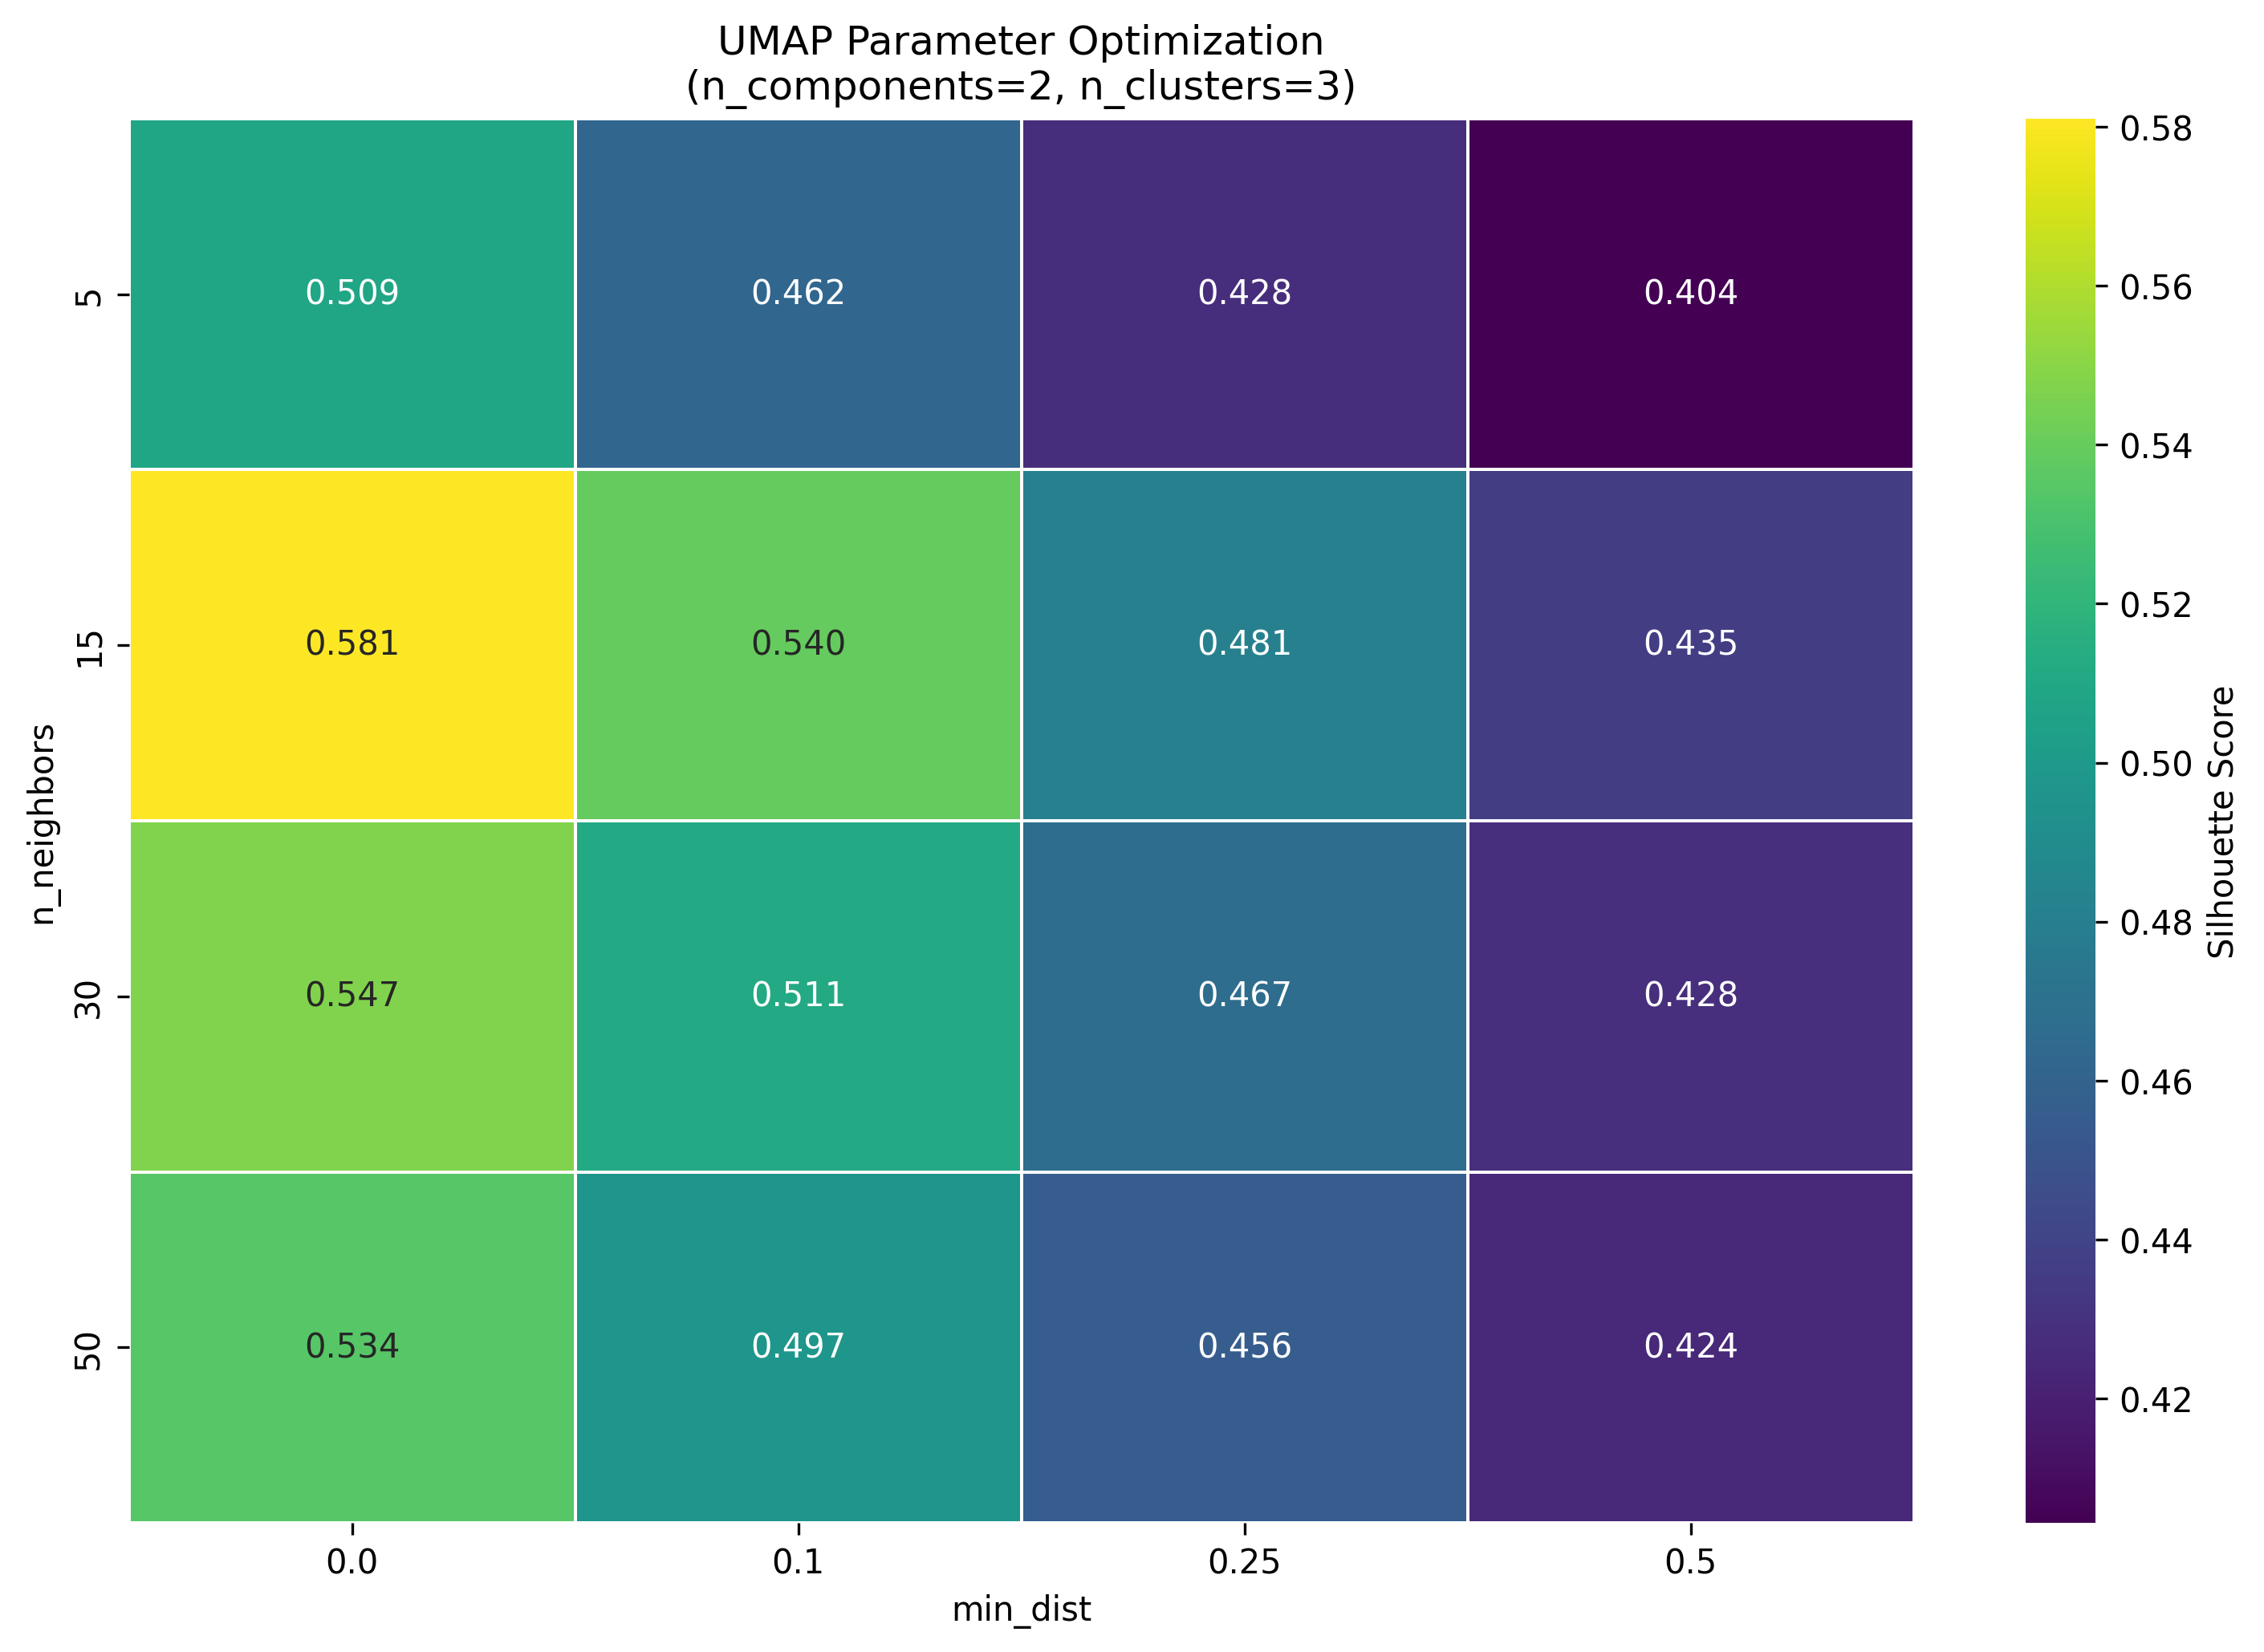 UMAP Parameter Optimization
(n_components=2, n_clusters=3)
n_neighbors
5
0.509 0.462 0.428 0.404
15
0.581 0.540 0.481 0.435
30
0.547 0.511 0.467 0.428
50
0.534 0.497 0.456 0.424
0.0 0.1 0.25 0.5
min_dist
0.58
0.56
0.54
0.52
0.50
0.48
0.46
0.44
0.42
Silhouette Score